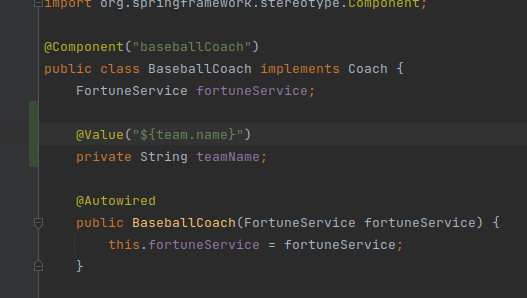 import org.springframework.stereotype.Component;
@Component("baseballCoach")
public class BaseballCoach implements Coach {
FortuneService fortuneService;
@Value("${team.name}")
private String teamName;
@Autowired
public BaseballCoach(FortuneService fortuneService) {
this.fortuneService = fortuneService;
}